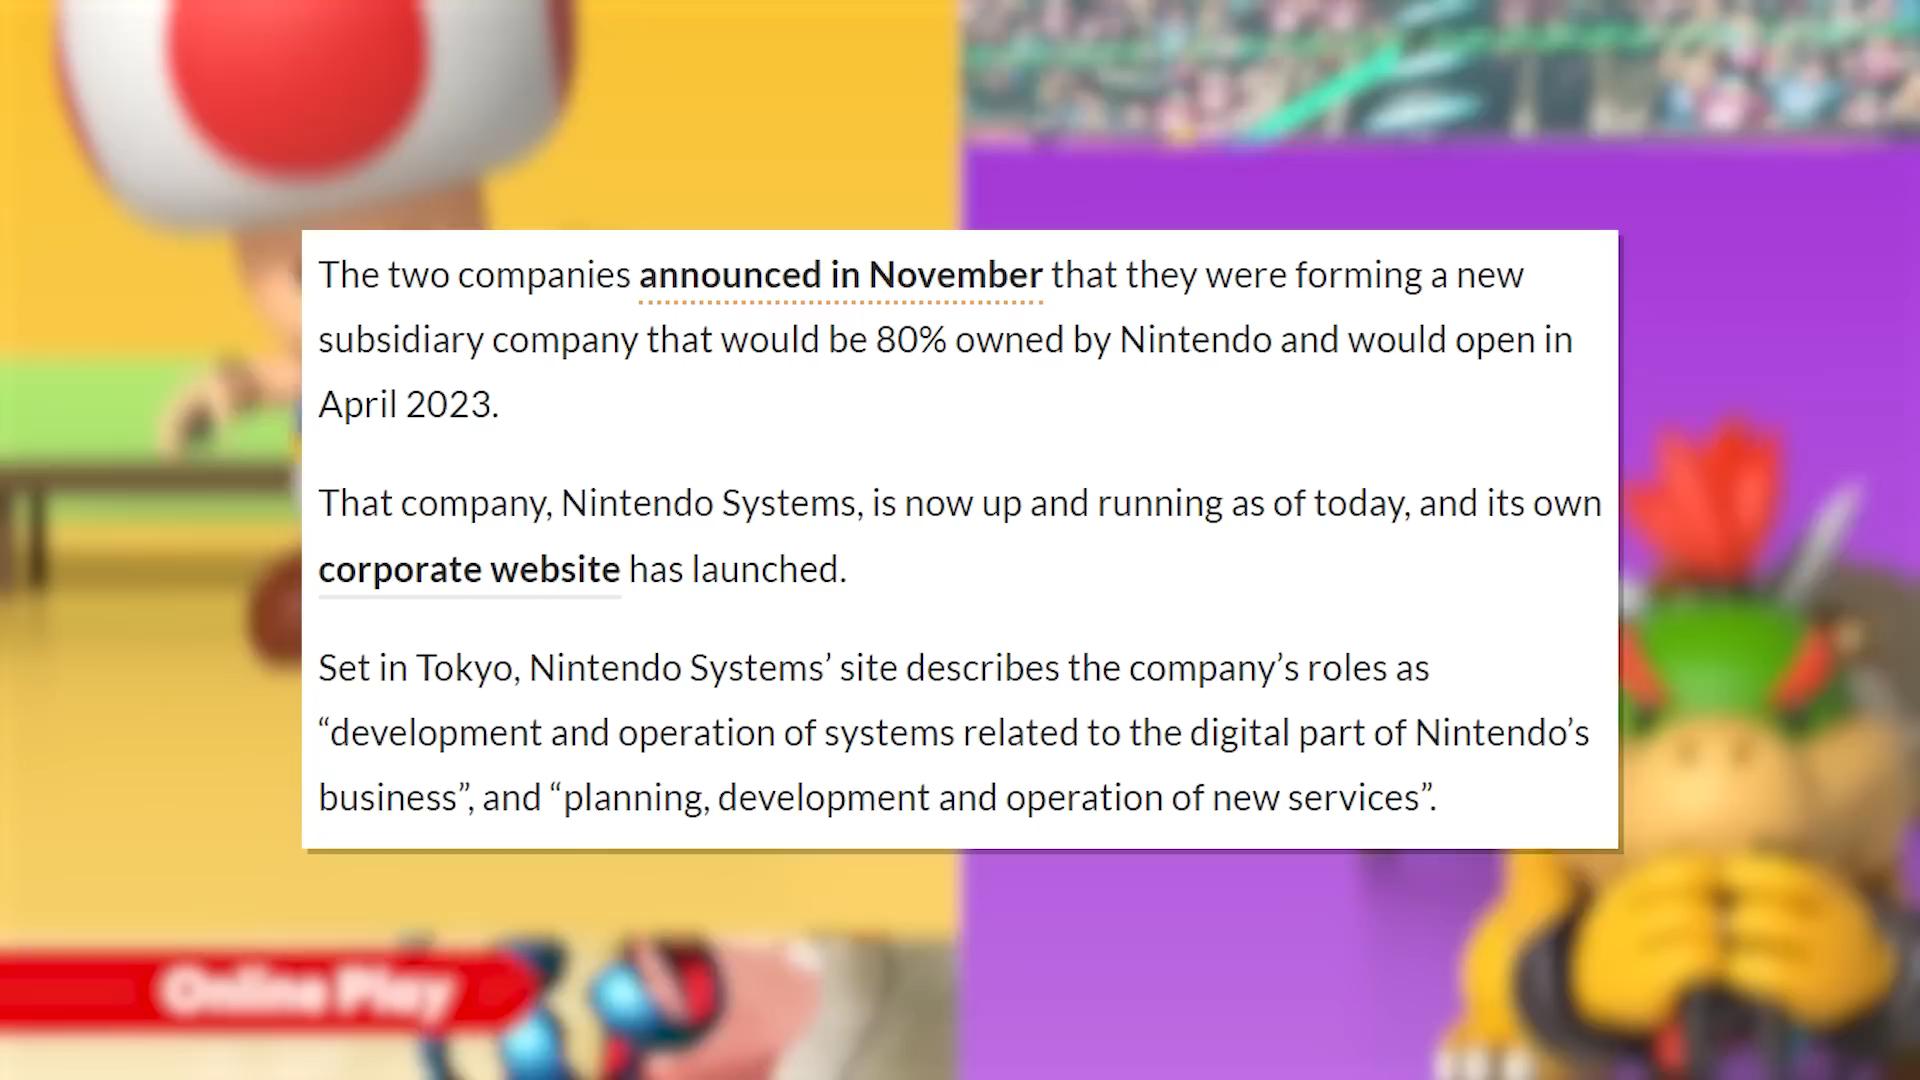 The two companies announced in November that they were forming a new
subsidiary company that would be 80% owned by Nintendo and would open in
April 2023.
That company, Nintendo Systems, is now up and running as of today, and its own
corporate website has launched.
Set in Tokyo, Nintendo Systems’ site describes the company’s roles as
“development and operation of systems related to the digital part of Nintendo’s
business”, and “planning, development and operation of new services”.
Online Play